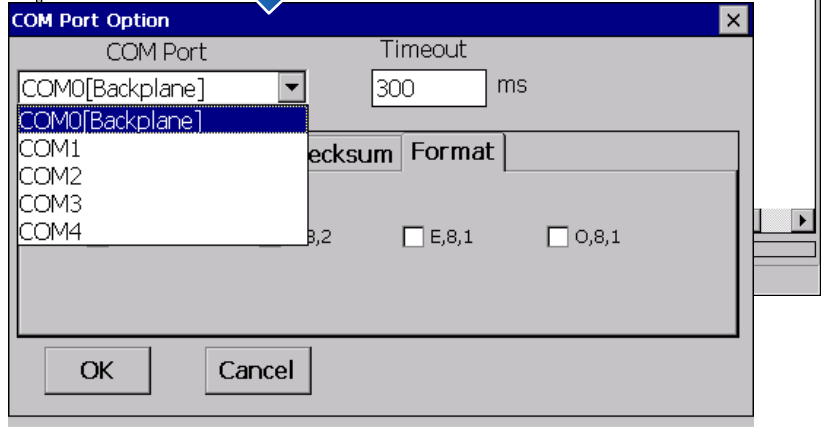 COM Port Option
COM Port Timeout
COM0[Backplane] 300 ms
COM0[Backplane]
COM1
ecksum Format
COM2
COM3
COM4
8,2 E,8,1 O,8,1
OK Cancel